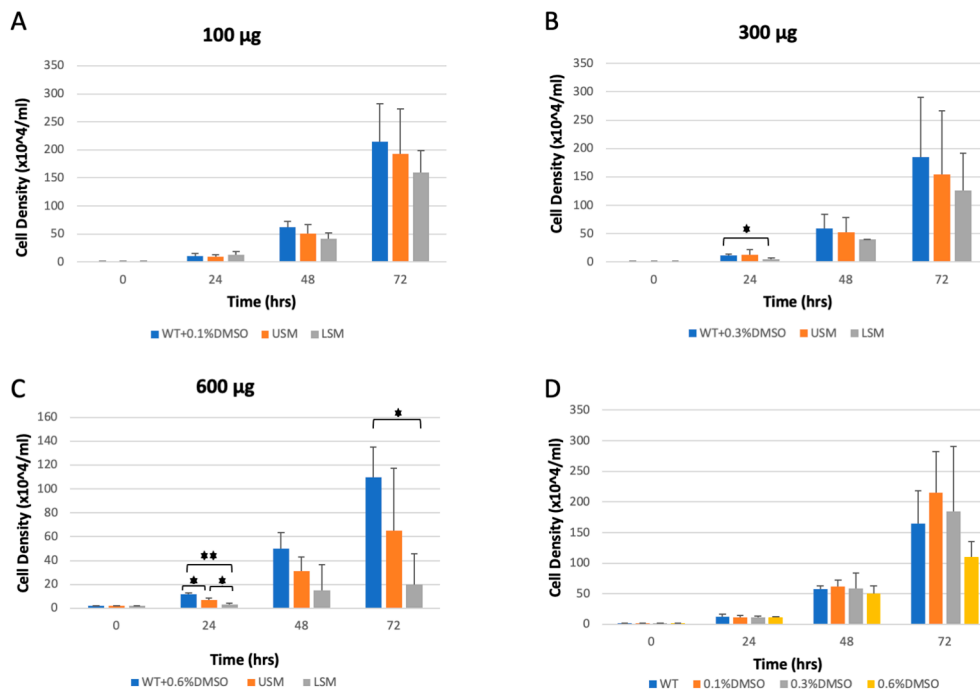 A
100 µg
Cell Density (x10^4/ml)
350
300
250
200
150
100
50
0
0 24 48 72
Time (hrs)
WT+0.1%DMSO USM LSM
B
300 µg
Cell Density (x10^4/ml)
350
300
250
200
150
100
50
0
0 24 48 72
Time (hrs)
WT+0.3%DMSO USM LSM
C
600 µg
Cell Density (x10^4/ml)
160
140
120
100
80
60
40
20
0
0 24 48 72
Time (hrs)
WT+0.6%DMSO USM LSM
D
Cell Density (x10^4/ml)
350
300
250
200
150
100
50
0
0 24 48 72
Time (hrs)
WT 0.1%DMSO 0.3%DMSO 0.6%DMSO